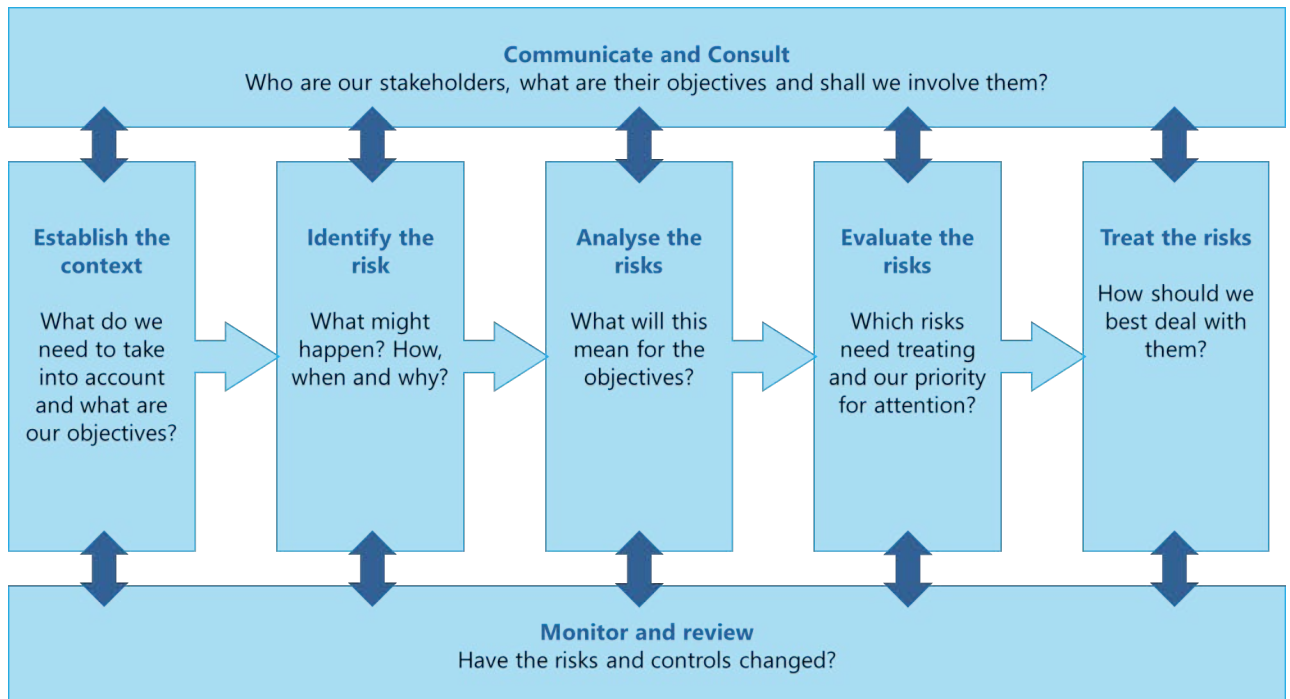 Communicate and Consult
Who are our stakeholders, what are their objectives and shall we involve them?
Establish the
context
What do we
need to take
into account
and what are
our objectives?
Identify the
risk
What might
happen? How,
when and why?
Analyse the
risks
What will this
mean for the
objectives?
Evaluate the
risks
Which risks
need treating
and our priority
for attention?
Treat the risks
How should we
best deal with
them?
Monitor and review
Have the risks and controls changed?